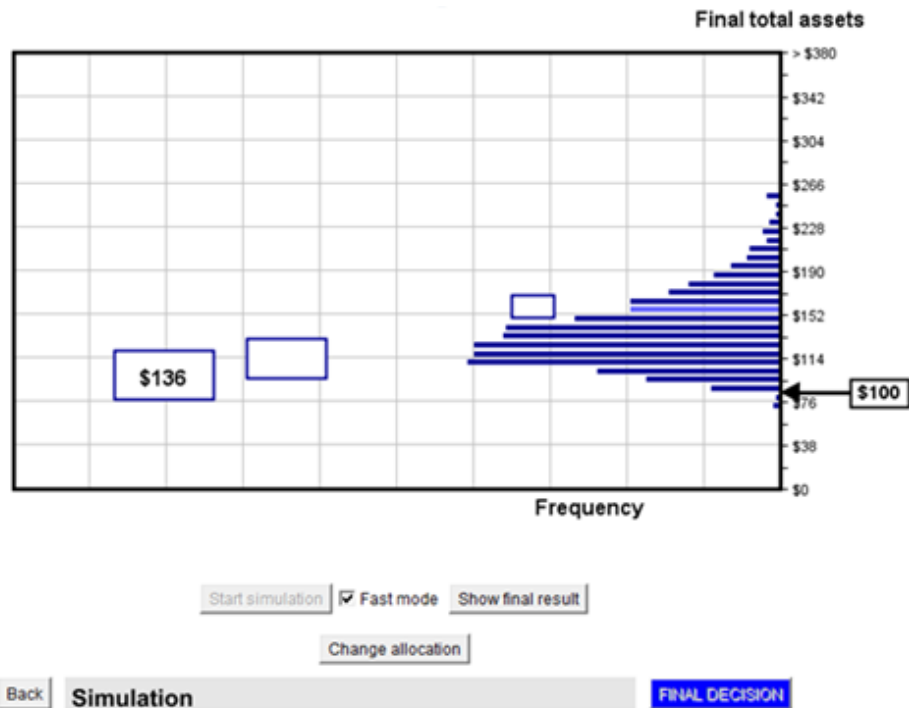 Final total assets
> $380
$342
$304
$266
$228
$190
$152
$114
$76
$38
$0
$136
$100
Frequency
Start simulation Fast mode Show final result
Change allocation
Back Simulation FINAL DECISION